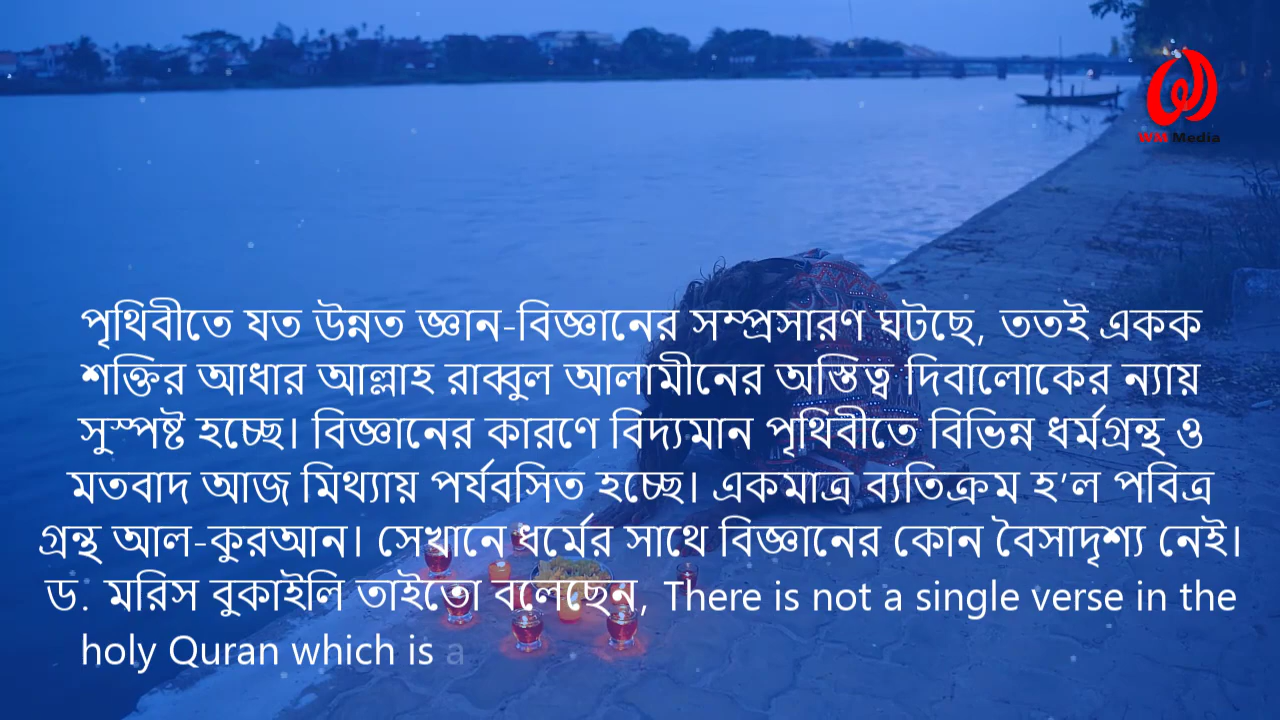 WM Media
পৃথিবীতে যত উন্নত জ্ঞান-বিজ্ঞানের সম্প্রসারণ ঘটছে, ততই একক
শক্তির আধার আল্লাহ রাব্বুল আলামীনের অস্তিত্ব দিবালোকের ন্যায়
সুস্পষ্ট হচ্ছে। বিজ্ঞানের কারণে বিদ্যমান পৃথিবীতে বিভিন্ন ধর্মগ্রন্থ ও
মতবাদ আজ মিথ্যায় পর্যবসিত হচ্ছে। একমাত্র ব্যতিক্রম হ’ল পবিত্র
গ্রন্থ আল-কুরআন। সেখানে ধর্মের সাথে বিজ্ঞানের কোন বৈসাদৃশ্য নেই।
ড. মরিস বুকাইলি তাইতো বলেছেন, There is not a single verse in the
holy Quran which is a